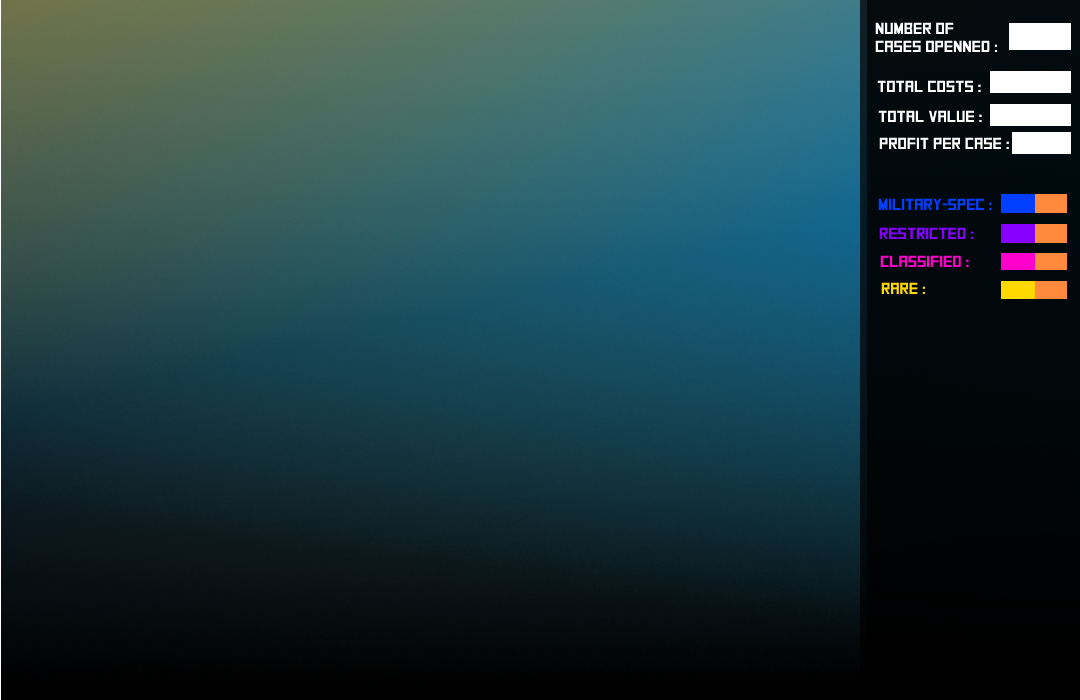 NUMBER OF
CASES OPENNED :
TOTAL COSTS :
TOTAL VALUE :
PROFIT PER CASE :
MILITARY-SPEC :
RESTRICTED :
CLASSIFIED :
RARE :